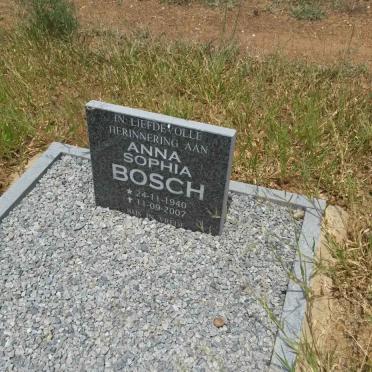 IN LIEFDEVOLLE
HERINNERING AAN
ANNA
SOPHIA
BOSCH
* 24-11-1940
† 11-09-2007